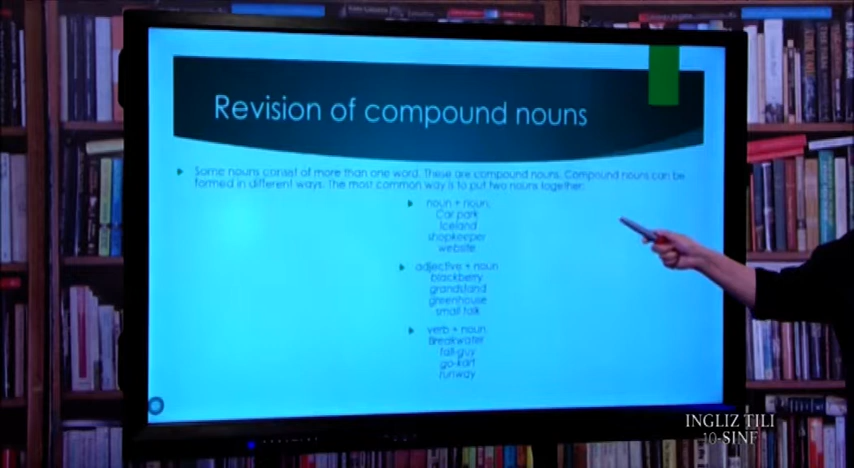 Revision of compound nouns
Some nouns consist of more than one word. These are compound nouns. Compound nouns can be
formed in different ways. The most common way is to put two nouns together:
noun + noun
Car park
Iceland
shopkeeper
website
adjective + noun
blackberry
grandstand
greenhouse
small talk
verb + noun
Breakwater
fall-guy
go-kart
runway
INGLIZ TILI
10-SINF